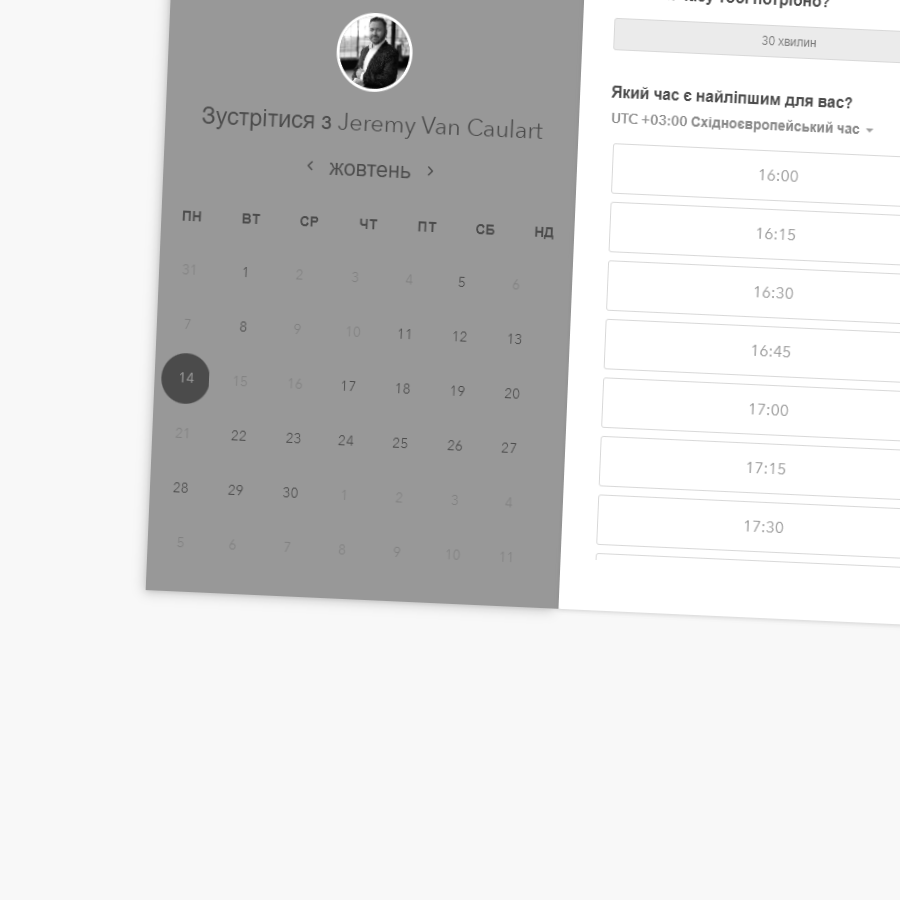 Зустрітися з Jeremy Van Caulart
жовтень
ПН ВТ СР ЧТ ПТ СБ НД
31 1 2 3 4 5 6
7 8 9 10 11 12 13
14 15 16 17 18 19 20
21 22 23 24 25 26 27
28 29 30 1 2 3 4
5 6 7 8 9 10 11
потрібно?
30 хвилин
Який час є найліпшим для вас?
UTC +03:00 Східноєвропейський час
16:00
16:15
16:30
16:45
17:00
17:15
17:30